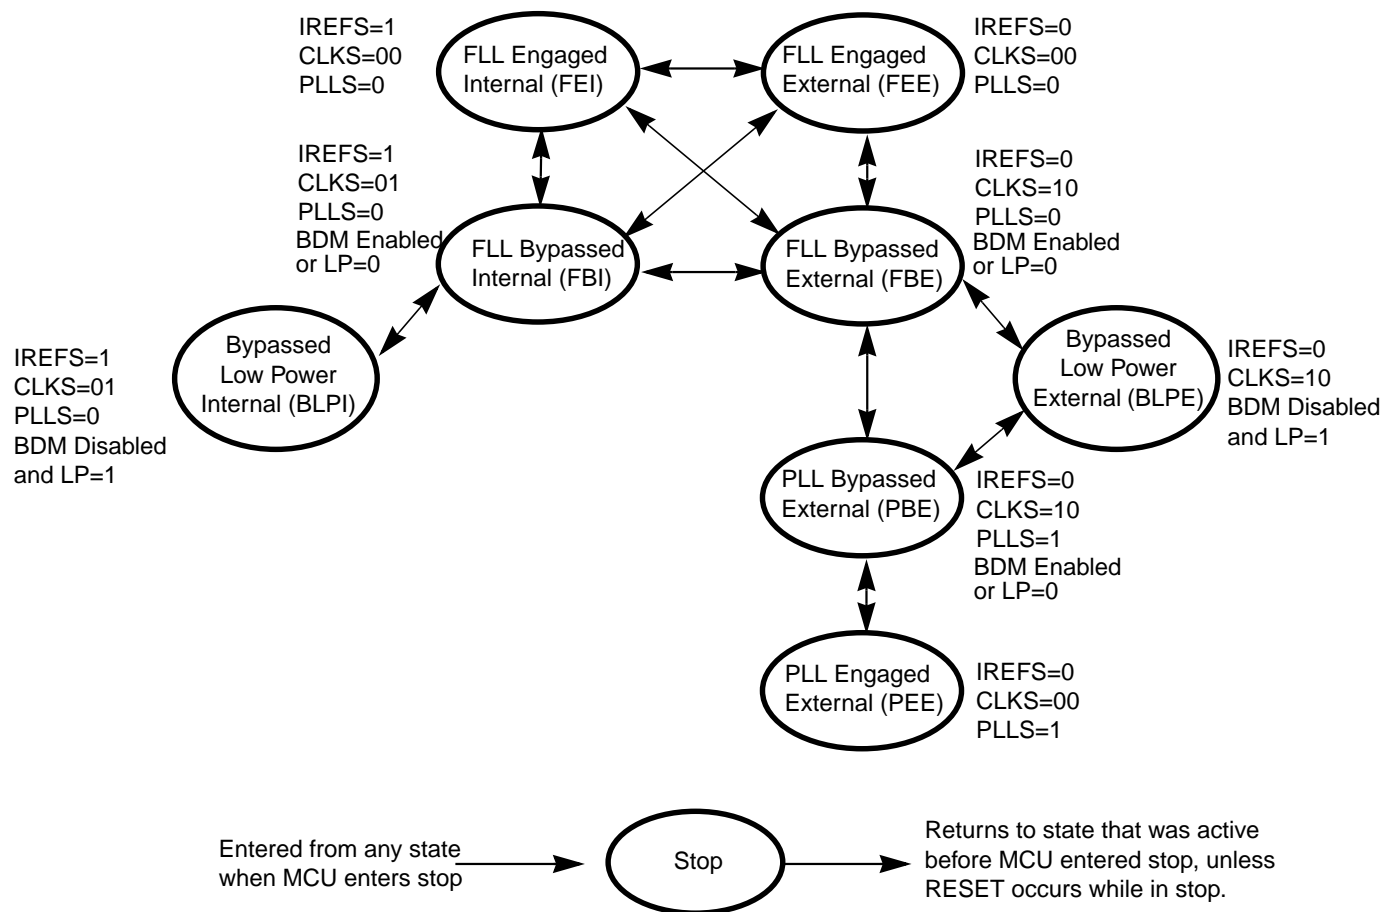 IREFS=1
CLKS=00
PLLS=0
FLL Engaged
Internal (FEI)
FLL Engaged
External (FEE)
IREFS=0
CLKS=00
PLLS=0
IREFS=1
CLKS=01
PLLS=0
BDM Enabled
or LP=0
FLL Bypassed
Internal (FBI)
FLL Bypassed
External (FBE)
IREFS=0
CLKS=10
PLLS=0
BDM Enabled
or LP=0
IREFS=1
CLKS=01
PLLS=0
BDM Disabled
and LP=1
Bypassed
Low Power
Internal (BLPI)
Bypassed
Low Power
External (BLPE)
IREFS=0
CLKS=10
BDM Disabled
and LP=1
PLL Bypassed
External (PBE)
IREFS=0
CLKS=10
PLLS=1
BDM Enabled
or LP=0
PLL Engaged
External (PEE)
IREFS=0
CLKS=00
PLLS=1
Entered from any state
when MCU enters stop
Stop
Returns to state that was active
before MCU entered stop, unless
RESET occurs while in stop.